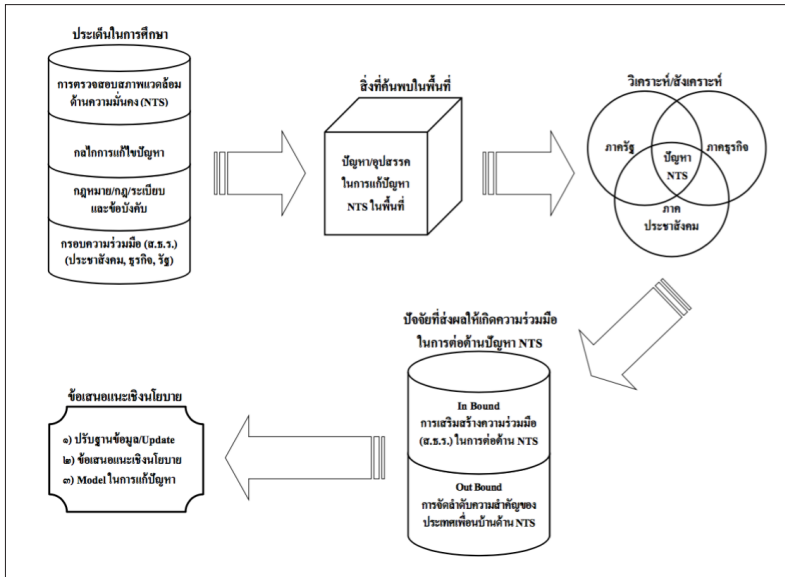 ประเด็นในการศึกษา
การตรวจสอบสภาพแวดล้อม
ด้านความมั่นคง (NTS)
กลไกการแก้ไขปัญหา
กฎหมาย/กฎ/ระเบียบ
และข้อบังคับ
กรอบความร่วมมือ (ส.ธ.ร.)
(ประชาสังคม, ธุรกิจ, รัฐ)
สิ่งที่ค้นพบในพื้นที่
ปัญหา/อุปสรรค
ในการแก้ปัญหา
NTS ในพื้นที่
วิเคราะห์/สังเคราะห์
ภาครัฐ
ปัญหา
NTS
ภาคธุรกิจ
ภาค
ประชาสังคม
ปัจจัยที่ส่งผลให้เกิดความร่วมมือ
ในการต่อต้านปัญหา NTS
In Bound
การเสริมสร้างความร่วมมือ
(ส.ธ.ร.) ในการต่อต้าน NTS
Out Bound
การจัดลำดับความสำคัญของ
ประเทศเพื่อนบ้านด้าน NTS
ข้อเสนอแนะเชิงนโยบาย
๑) ปรับฐานข้อมูล/Update
๒) ข้อเสนอแนะเชิงนโยบาย
๓) Model ในการแก้ปัญหา